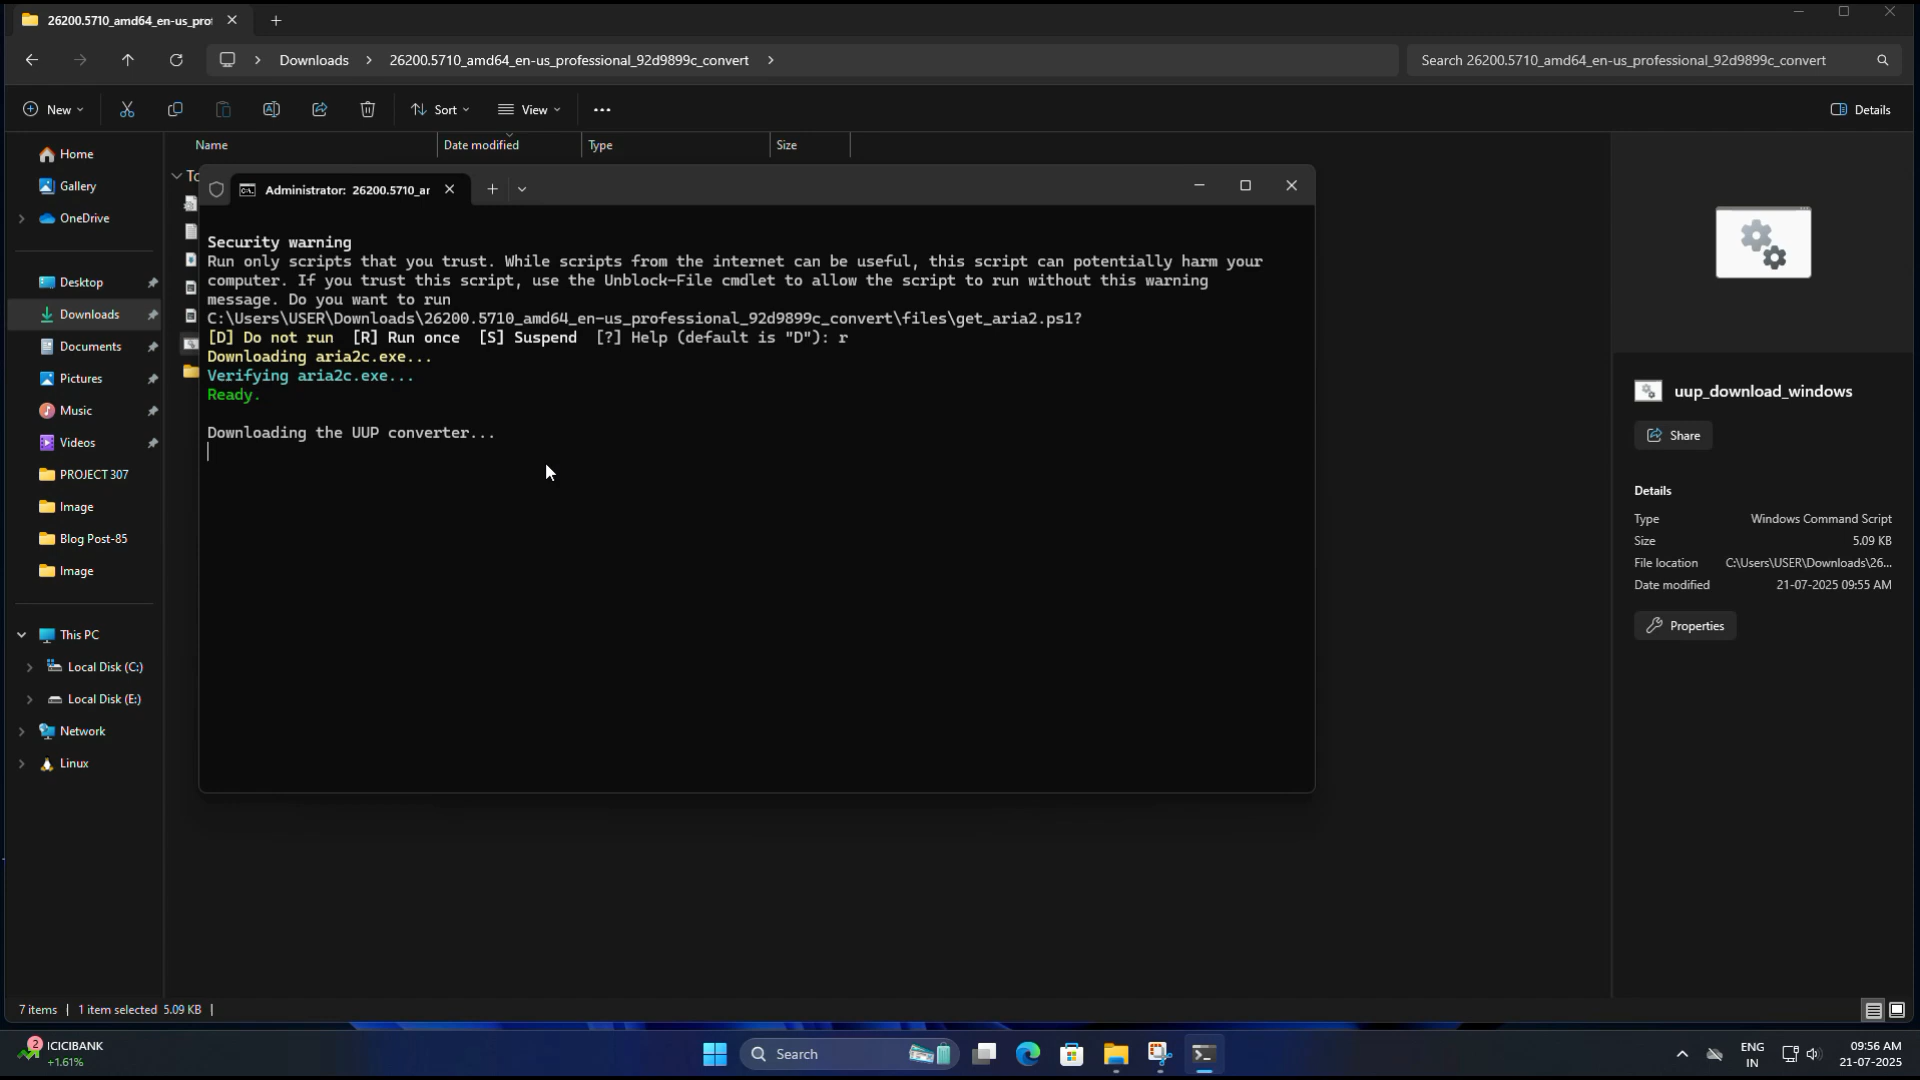 26200.5710_amd64_en-us_pro
Downloads
26200.5710_amd64_en-us_professional_92d9899c_convert
Search 26200.5710_amd64_en-us_professional_92d9899c_convert
New
Sort
View
Details
Home
Gallery
OneDrive
Desktop
Downloads
Documents
Pictures
Music
Videos
PROJECT 307
Image
Blog Post-85
Image
This PC
Local Disk (C:)
Local Disk (E:)
Network
Linux
Name
Date modified
Type
Size
Administrator: 26200.5710_ar
Security warning
Run only scripts that you trust. While scripts from the internet can be useful, this script can potentially harm your
computer. If you trust this script, use the Unblock-File cmdlet to allow the script to run without this warning
message. Do you want to run
C:\Users\USER\Downloads\26200.5710_amd64_en-us_professional_92d9899c_convert\files\get_aria2.ps1?
[D] Do not run [R] Run once [S] Suspend [?] Help (default is "D"): r
Downloading aria2c.exe...
Verifying aria2c.exe...
Ready.
Downloading the UUP converter...
uup_download_windows
Share
Details
Type Windows Command Script
Size 5.09 KB
File location C:\Users\USER\Downloads\26...
Date modified 21-07-2025 09:55 AM
Properties
7 items
1 item selected 5.09 KB
2
ICICIBANK
+1.61%
Search
ENG
IN
09:56 AM
21-07-2025